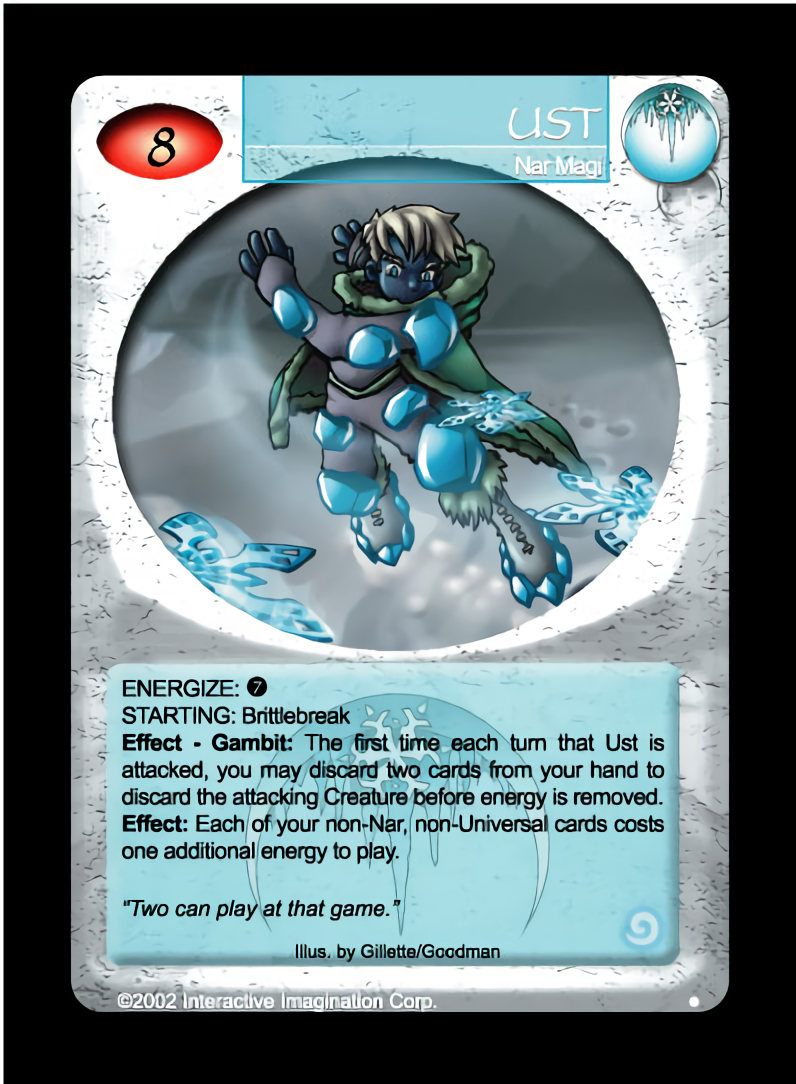 8
UST
Nar Magi
ENERGIZE: 7
STARTING: Brittlebreak
Effect - Gambit: The first time each turn that Ust is
attacked, you may discard two cards from your hand to
discard the attacking Creature before energy is removed.
Effect: Each of your non-Nar, non-Universal cards costs
one additional energy to play.
"Two can play at that game."
Illus. by Gillette/Goodman
©2002 Interactive Imagination Corp.